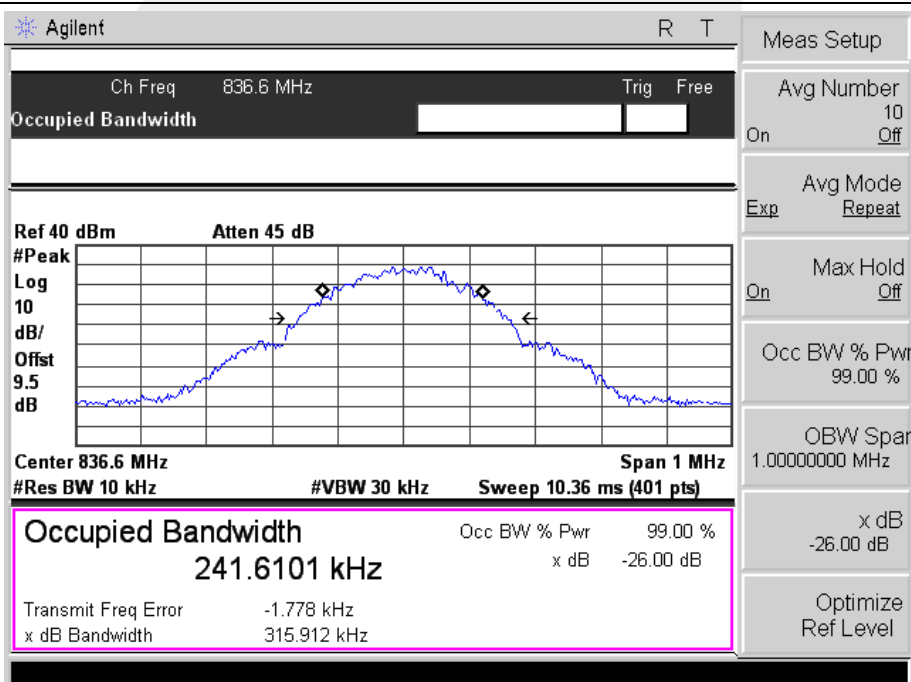 Agilent R T
Ch Freq 836.6 MHz Trig Free
Occupied Bandwidth
Ref 40 dBm Atten 45 dB
#Peak
Log
10
dB/
Offst
9.5
dB
Center 836.6 MHz Span 1 MHz
#Res BW 10 kHz #VBW 30 kHz Sweep 10.36 ms (401 pts)
Occupied Bandwidth Occ BW % Pwr 99.00 %
241.6101 kHz x dB -26.00 dB
Transmit Freq Error -1.778 kHz
x dB Bandwidth 315.912 kHz
Meas Setup
Avg Number
10
On Off
Avg Mode
Exp Repeat
Max Hold
On Off
Occ BW % Pwr
99.00 %
OBW Span
1.00000000 MHz
x dB
-26.00 dB
Optimize
Ref Level